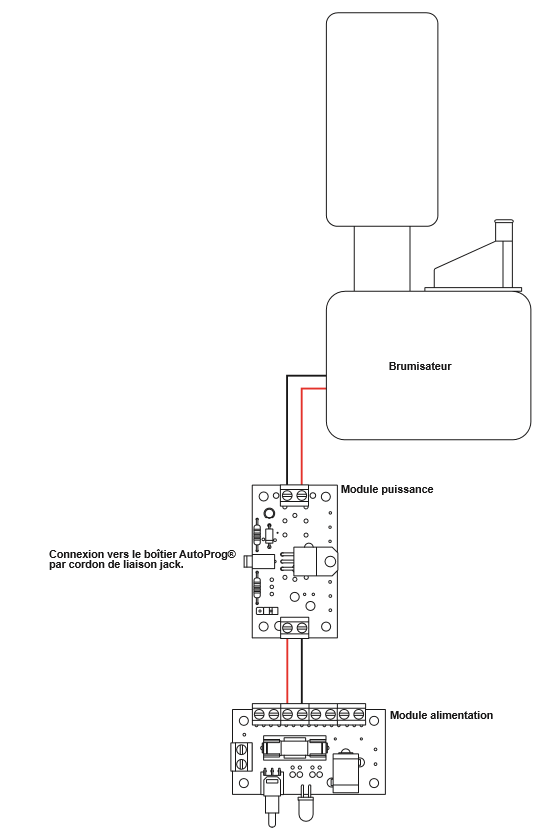 Brumisateur
Module puissance
Connexion vers le boîtier AutoProg®
par cordon de liaison jack.
Module alimentation